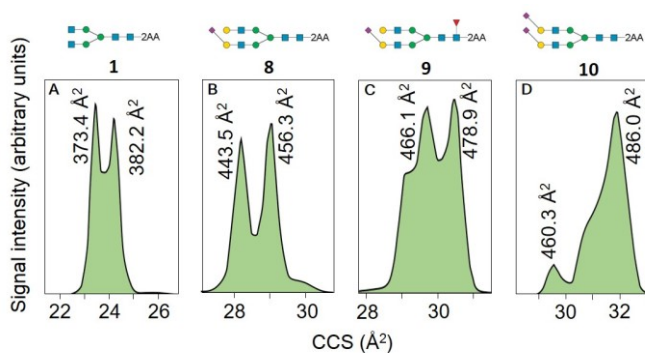 2AA
2AA
2AA
2AA
1
8
9
10
A
373.4 Å²
382.2 Å²
B
443.5 Å²
456.3 Å²
C
466.1 Å²
478.9 Å²
D
460.3 Å²
486.0 Å²
Signal intensity (arbitrary units)
22 24 26
28 30
28 30
30 32
CCS (Å²)